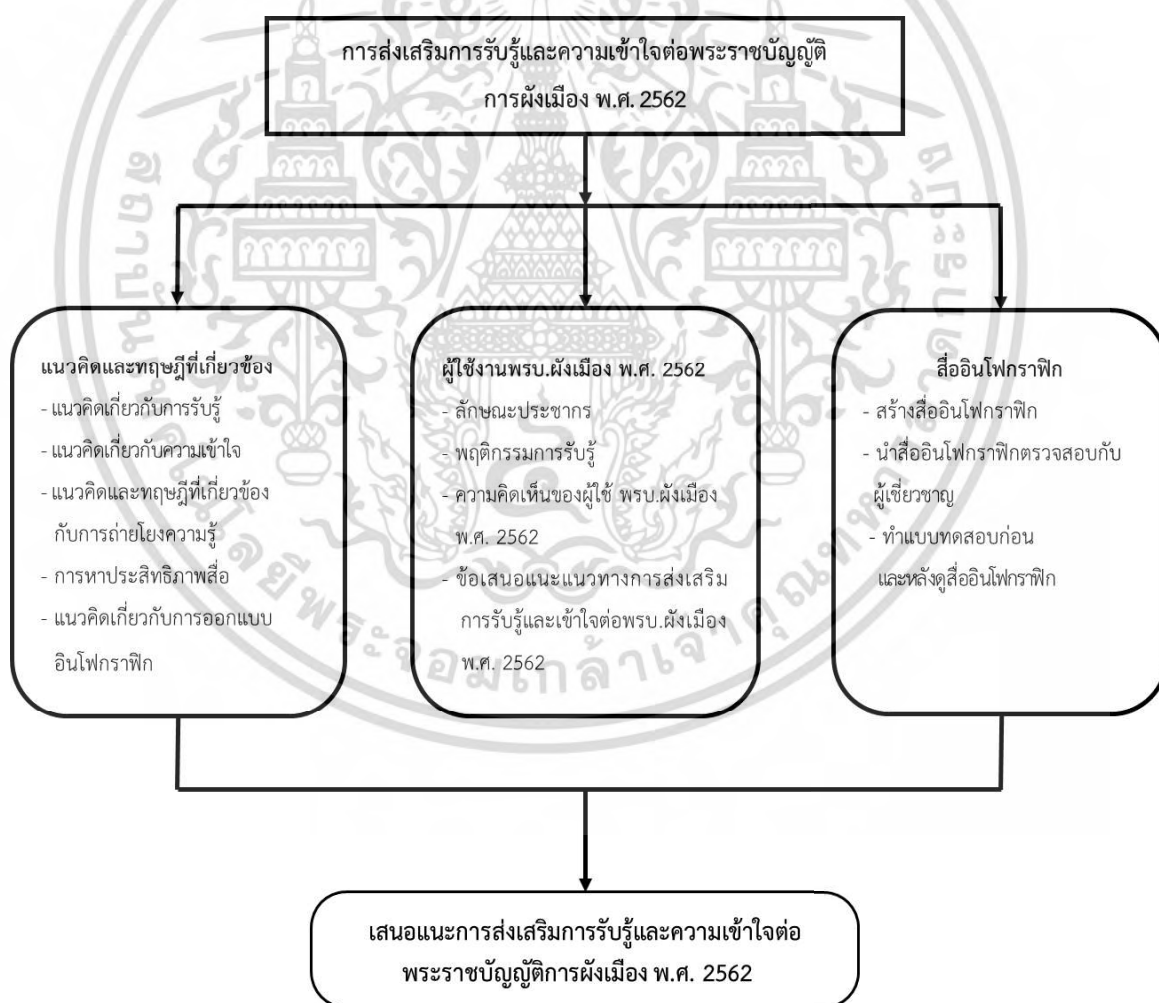 การส่งเสริมการรับรู้และความเข้าใจต่อพระราชบัญญัติ
การผังเมือง พ.ศ. 2562
แนวคิดและทฤษฎีที่เกี่ยวข้อง
- แนวคิดเกี่ยวกับการรับรู้
- แนวคิดเกี่ยวกับความเข้าใจ
- แนวคิดและทฤษฎีที่เกี่ยวข้อง
กับการถ่ายโยงความรู้
- การหาประสิทธิภาพสื่อ
- แนวคิดเกี่ยวกับการออกแบบ
อินโฟกราฟิก
ผู้ใช้งานพรบ.ผังเมือง พ.ศ. 2562
- ลักษณะประชากร
- พฤติกรรมการรับรู้
- ความคิดเห็นของผู้ใช้ พรบ.ผังเมือง
พ.ศ. 2562
- ข้อเสนอแนะแนวทางการส่งเสริม
การรับรู้และเข้าใจต่อพรบ.ผังเมือง
พ.ศ. 2562
สื่ออินโฟกราฟิก
- สร้างสื่ออินโฟกราฟิก
- นำสื่ออินโฟกราฟิกตรวจสอบกับ
ผู้เชี่ยวชาญ
- ทำแบบทดสอบก่อน
และหลังดูสื่ออินโฟกราฟิก
เสนอแนะการส่งเสริมการรับรู้และความเข้าใจต่อ
พระราชบัญญัติการผังเมือง พ.ศ. 2562